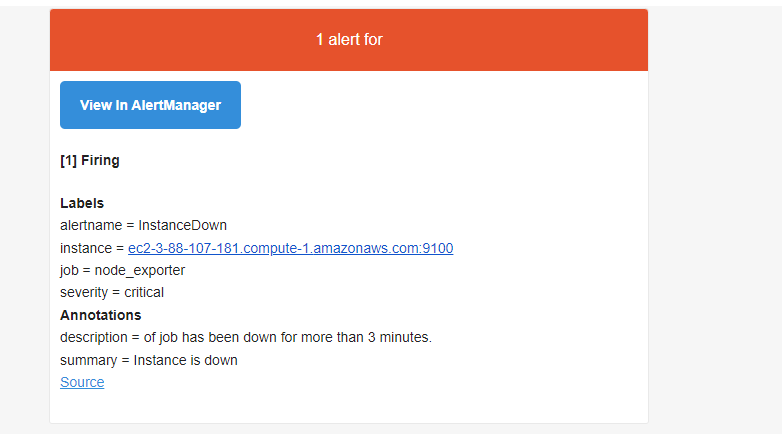 1 alert for
View In AlertManager
[1] Firing
Labels
alertname = InstanceDown
instance = ec2-3-88-107-181.compute-1.amazonaws.com:9100
job = node_exporter
severity = critical
Annotations
description = of job has been down for more than 3 minutes.
summary = Instance is down
Source